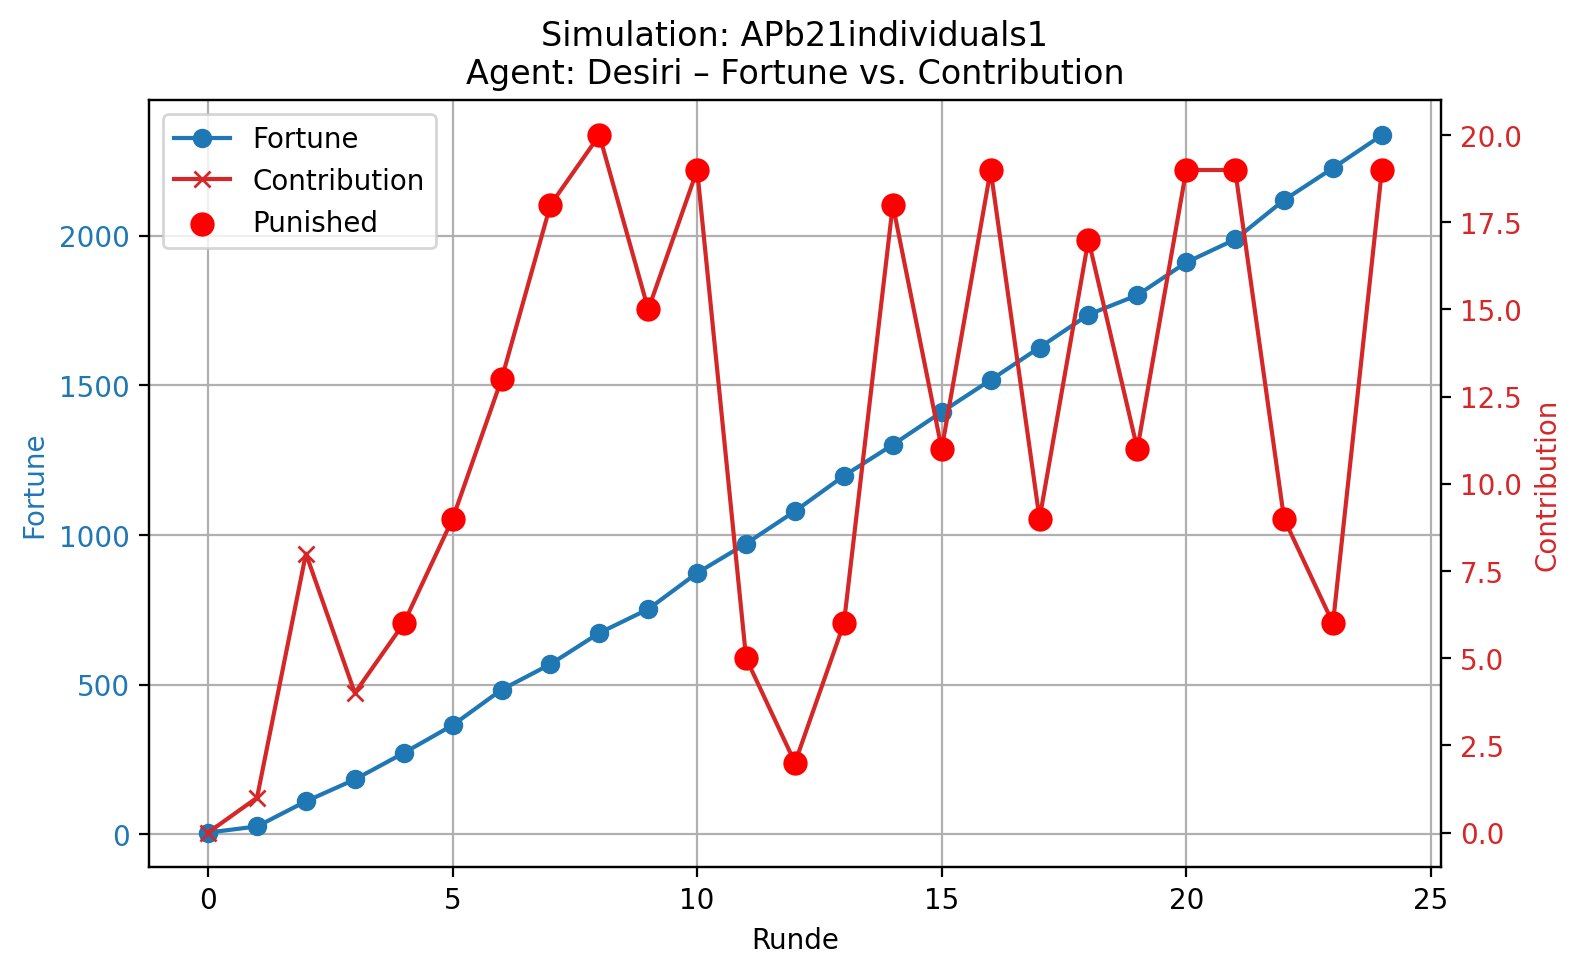 Simulation: APb21individuals1
Agent: Desiri – Fortune vs. Contribution
Fortune
Contribution
Punished
Fortune
2000
1500
1000
500
0
20.0
17.5
15.0
12.5
10.0
7.5
5.0
2.5
0.0
Contribution
0 5 10 15 20 25
Runde